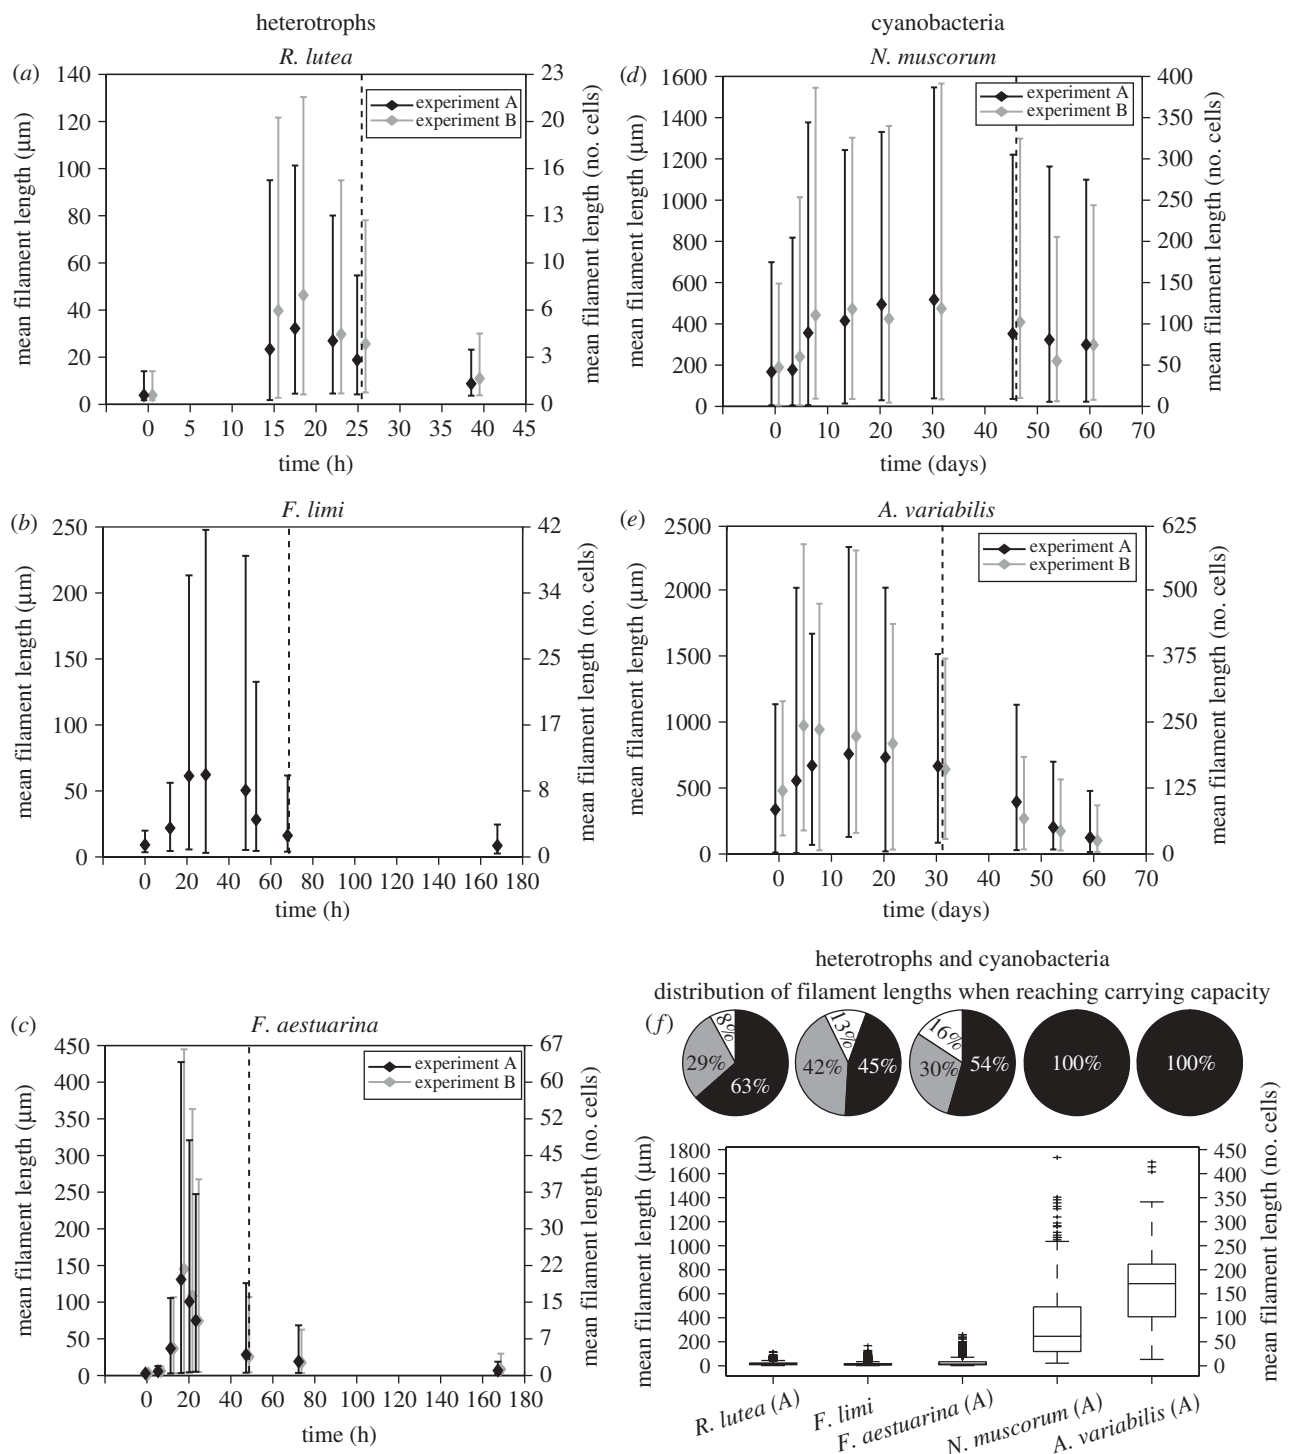 heterotrophs
R. lutea
(a)
mean filament length (µm)
140
120
100
80
60
40
20
0
experiment A
experiment B
23
20
16
13
10
6
3
0
mean filament length (no. cells)
0 5 10 15 20 25 30 35 40 45
time (h)
F. limi
(b)
mean filament length (µm)
250
200
150
100
50
0
42
34
25
17
8
0
mean filament length (no. cells)
0 20 40 60 80 100 120 140 160 180
time (h)
F. aestuarina
(c)
mean filament length (µm)
450
400
350
300
250
200
150
100
50
0
experiment A
experiment B
67
60
52
45
37
30
22
15
7
0
mean filament length (no. cells)
0 20 40 60 80 100 120 140 160 180
time (h)
cyanobacteria
N. muscorum
(d)
mean filament length (µm)
1600
1400
1200
1000
800
600
400
200
0
experiment A
experiment B
400
350
300
250
200
150
100
50
0
mean filament length (no. cells)
0 10 20 30 40 50 60 70
time (days)
A. variabilis
(e)
mean filament length (µm)
2500
2000
1500
1000
500
0
experiment A
experiment B
625
500
375
250
125
0
mean filament length (no. cells)
0 10 20 30 40 50 60 70
time (days)
heterotrophs and cyanobacteria
distribution of filament lengths when reaching carrying capacity
(f)
8%
29%
63%
13%
42%
45%
16%
30%
54%
100%
100%
mean filament length (µm)
1800
1600
1400
1200
1000
800
600
400
200
0
450
400
350
300
250
200
150
100
50
0
mean filament length (no. cells)
R. lutea (A)
F. limi
F. aestuarina (A)
N. muscorum (A)
A. variabilis (A)